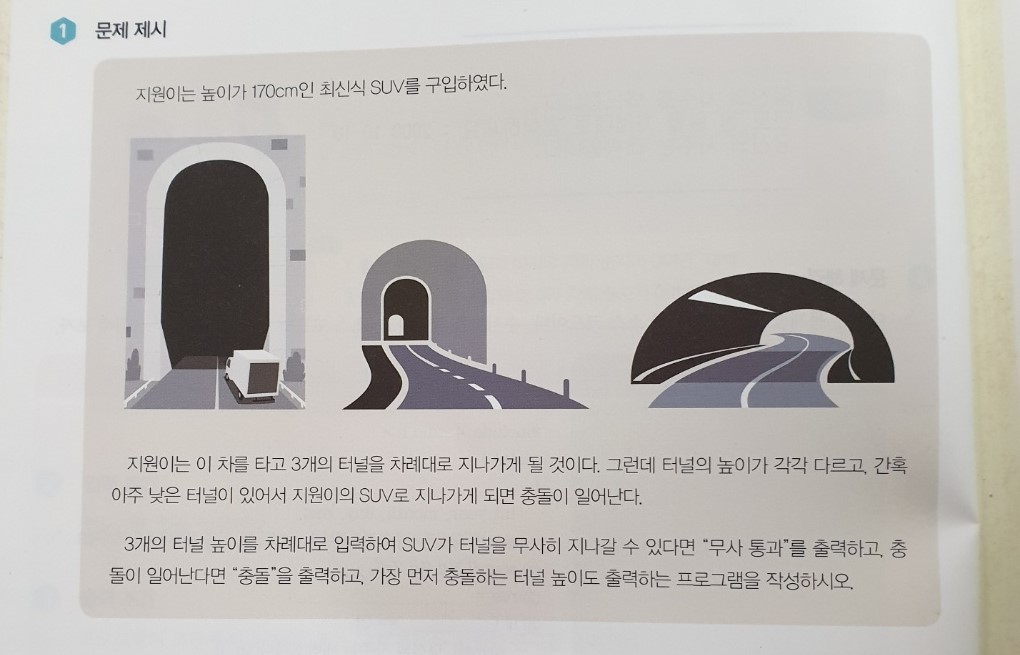 1 문제 제시
지원이는 높이가 170cm인 최신식 SUV를 구입하였다.
지원이는 이 차를 타고 3개의 터널을 차례대로 지나가게 될 것이다. 그런데 터널의 높이가 각각 다르고, 간혹
아주 낮은 터널이 있어서 지원이의 SUV로 지나가게 되면 충돌이 일어난다.
3개의 터널 높이를 차례대로 입력하여 SUV가 터널을 무사히 지나갈 수 있다면 “무사 통과”를 출력하고, 충
돌이 일어난다면 “충돌”을 출력하고, 가장 먼저 충돌하는 터널 높이도 출력하는 프로그램을 작성하시오.